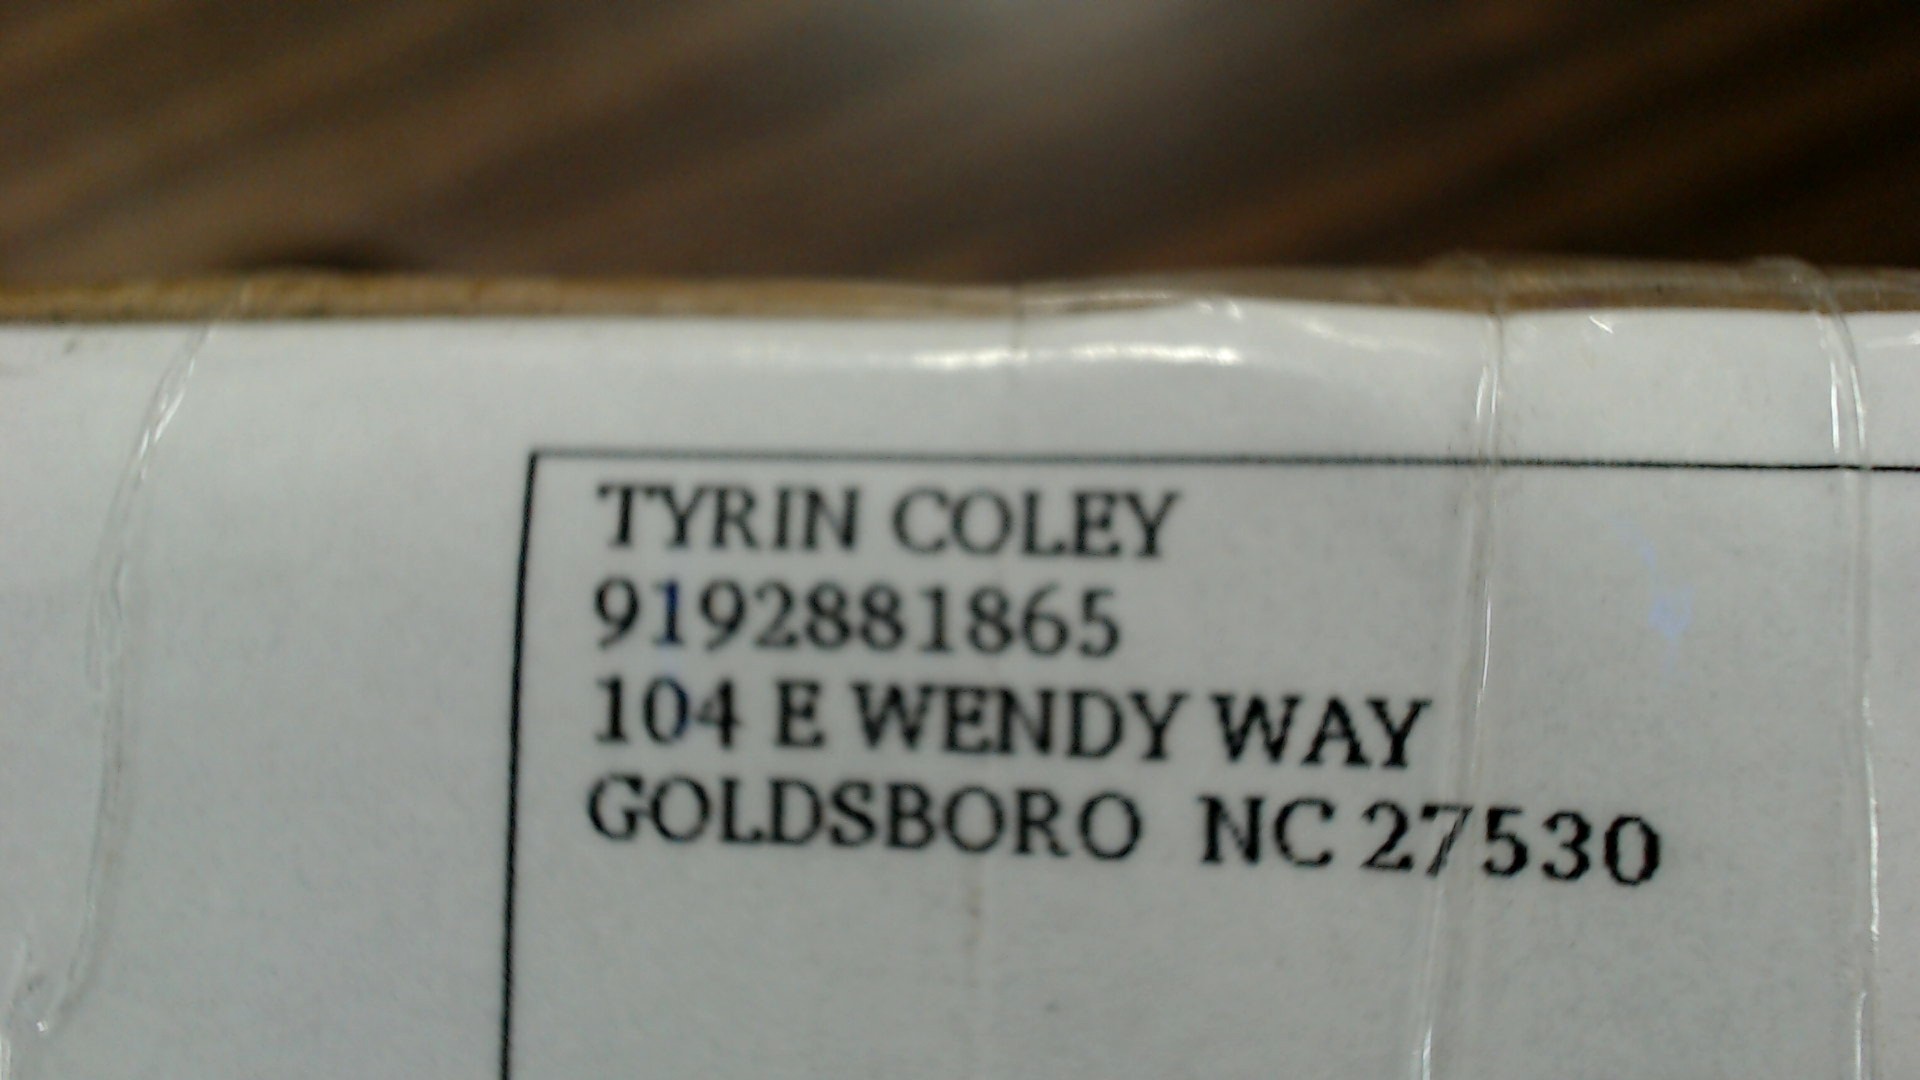 TYRIN COLEY
9192881865
104 E WENDY WAY
GOLDSBORO NC 27530